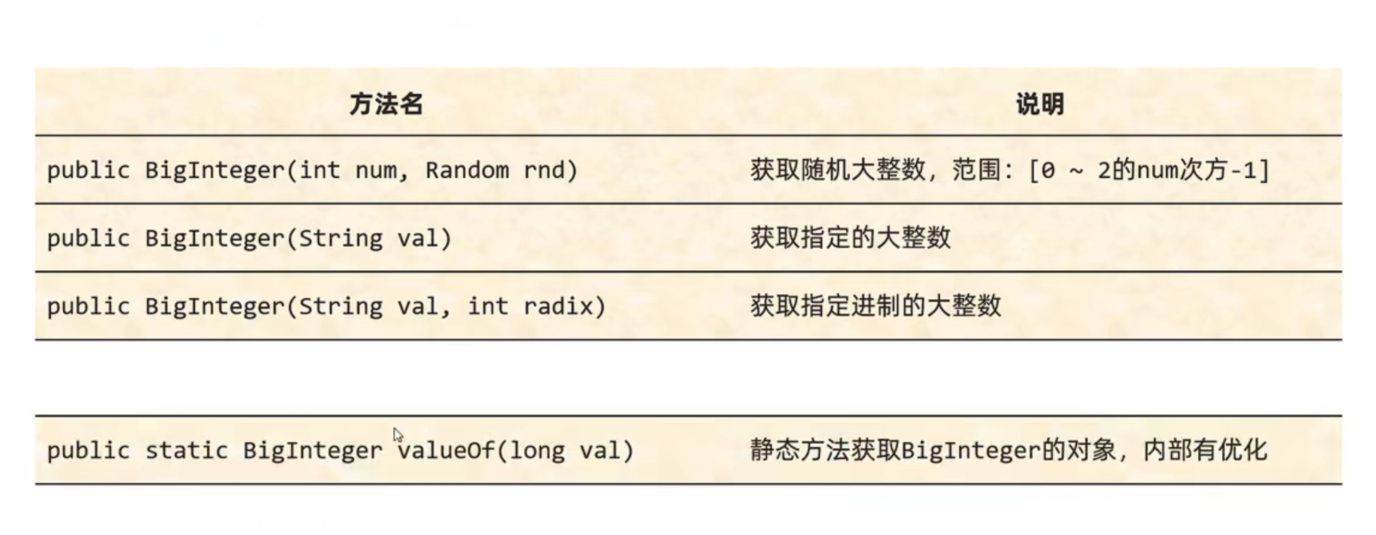 方法名 说明
public BigInteger(int num, Random rnd) 获取随机大整数，范围：[0 ~ 2的num次方-1]
public BigInteger(String val) 获取指定的大整数
public BigInteger(String val, int radix) 获取指定进制的大整数
public static BigInteger valueOf(long val) 静态方法获取BigInteger的对象，内部有优化